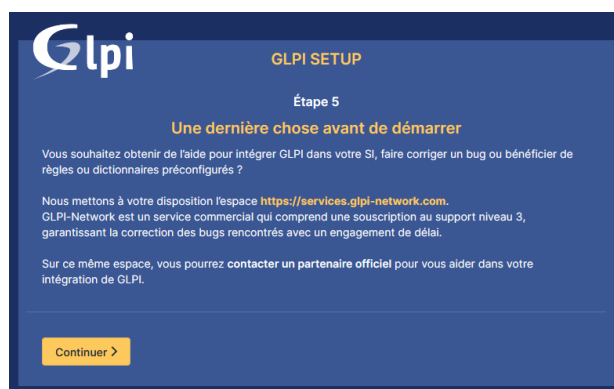 Glpi
GLPI SETUP
Étape 5
Une dernière chose avant de démarrer
Vous souhaitez obtenir de l'aide pour intégrer GLPI dans votre SI, faire corriger un bug ou bénéficier de
règles ou dictionnaires préconfigurés ?
Nous mettons à votre disposition l'espace https://services.glpi-network.com.
GLPI-Network est un service commercial qui comprend une souscription au support niveau 3,
garantissant la correction des bugs rencontrés avec un engagement de délai.
Sur ce même espace, vous pourrez contacter un partenaire officiel pour vous aider dans votre
intégration de GLPI.
Continuer >